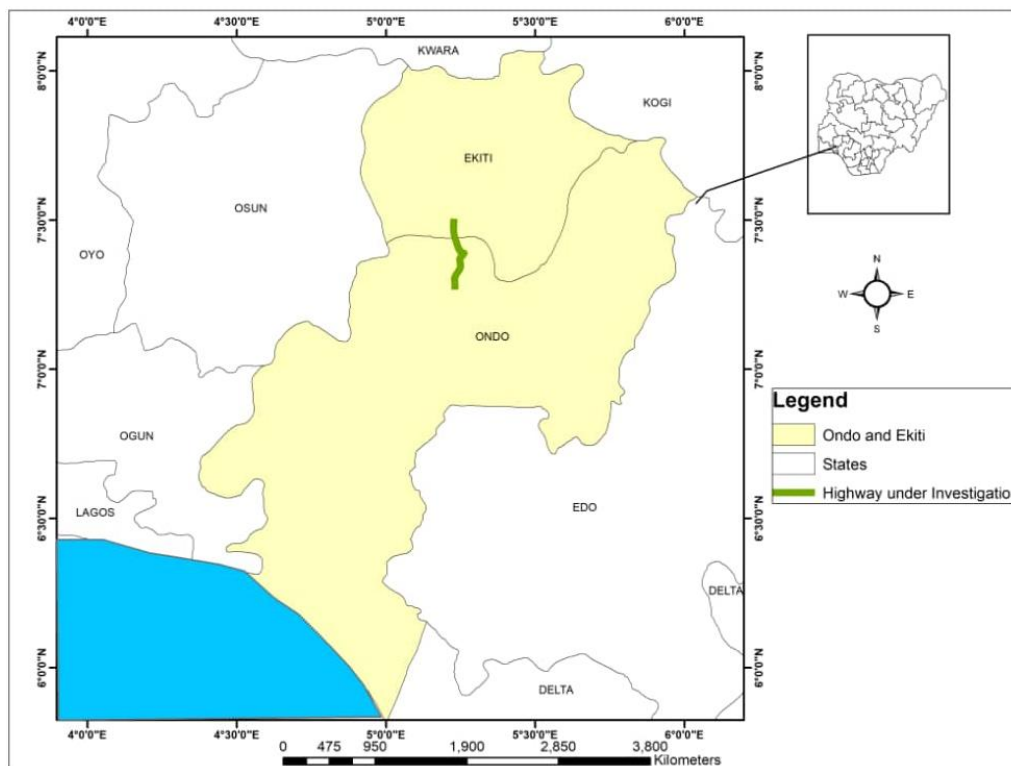 4°0'0"E 4°30'0"E 5°0'0"E 5°30'0"E 6°0'0"E
KWARA
8°0'0"N 8°0'0"N
KOGI
EKITI
OSUN
7°30'0"N 7°30'0"N
OYO
N
W E
S
ONDO
7°0'0"N 7°0'0"N
Legend
Ondo and Ekiti
OGUN
States
Highway under Investigatio
EDO
LAGOS
6°30'0"N 6°30'0"N
DELTA
6°0'0"N 6°0'0"N
DELTA
4°0'0"E 4°30'0"E 5°0'0"E 5°30'0"E 6°0'0"E
0 475 950 1,900 2,850 3,800
Kilometers